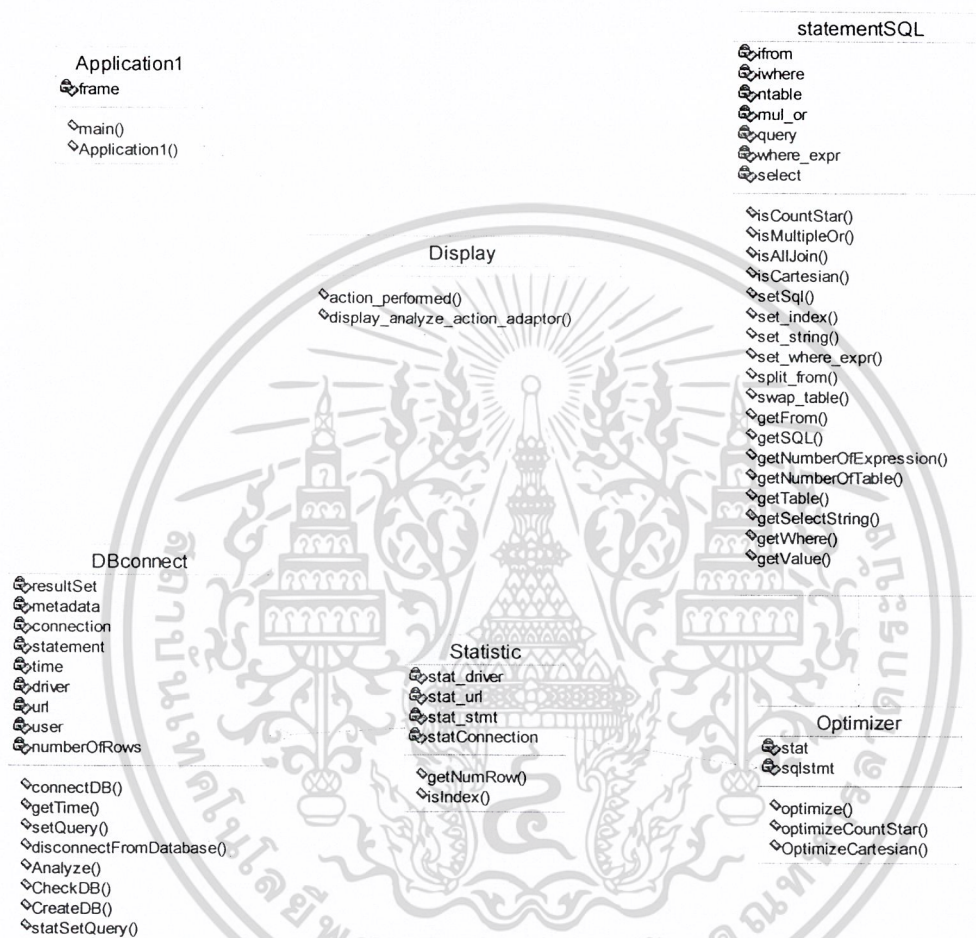 Application1
frame
main()
Application1()
statementSQL
ifrom
iwhere
ntable
mul_or
query
where_expr
select
isCountStar()
isMultipleOr()
isAllJoin()
isCartesian()
setSql()
set_index()
set_string()
set_where_expr()
split_from()
swap_table()
getFrom()
getSQL()
getNumberOfExpression()
getNumberOfTable()
getTable()
getSelectString()
getWhere()
getValue()
Display
action_performed()
display_analyze_action_adaptor()
DBconnect
resultSet
metadata
connection
statement
time
driver
url
user
numberOfRows
connectDB()
getTime()
setQuery()
disconnectFromDatabase()
Analyze()
CheckDB()
CreateDB()
statSetQuery()
Statistic
stat_driver
stat_url
stat_stmt
statConnection
getNumRow()
isIndex()
Optimizer
stat
sqlstmt
optimize()
optimizeCountStar()
OptimizeCartesian()